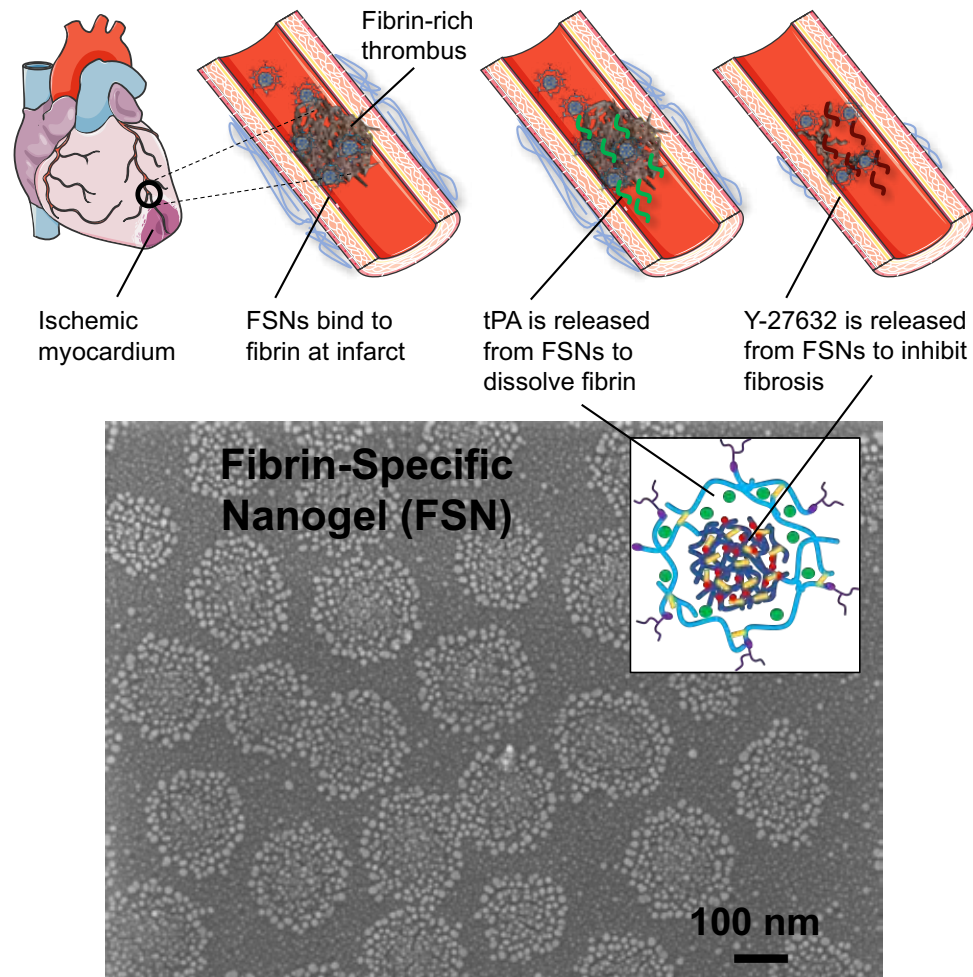 Fibrin-rich
thrombus
Ischemic
myocardium
FSNs bind to
fibrin at infarct
tPA is released
from FSNs to
dissolve fibrin
Y-27632 is released
from FSNs to inhibit
fibrosis
Fibrin-Specific
Nanogel (FSN)
100 nm